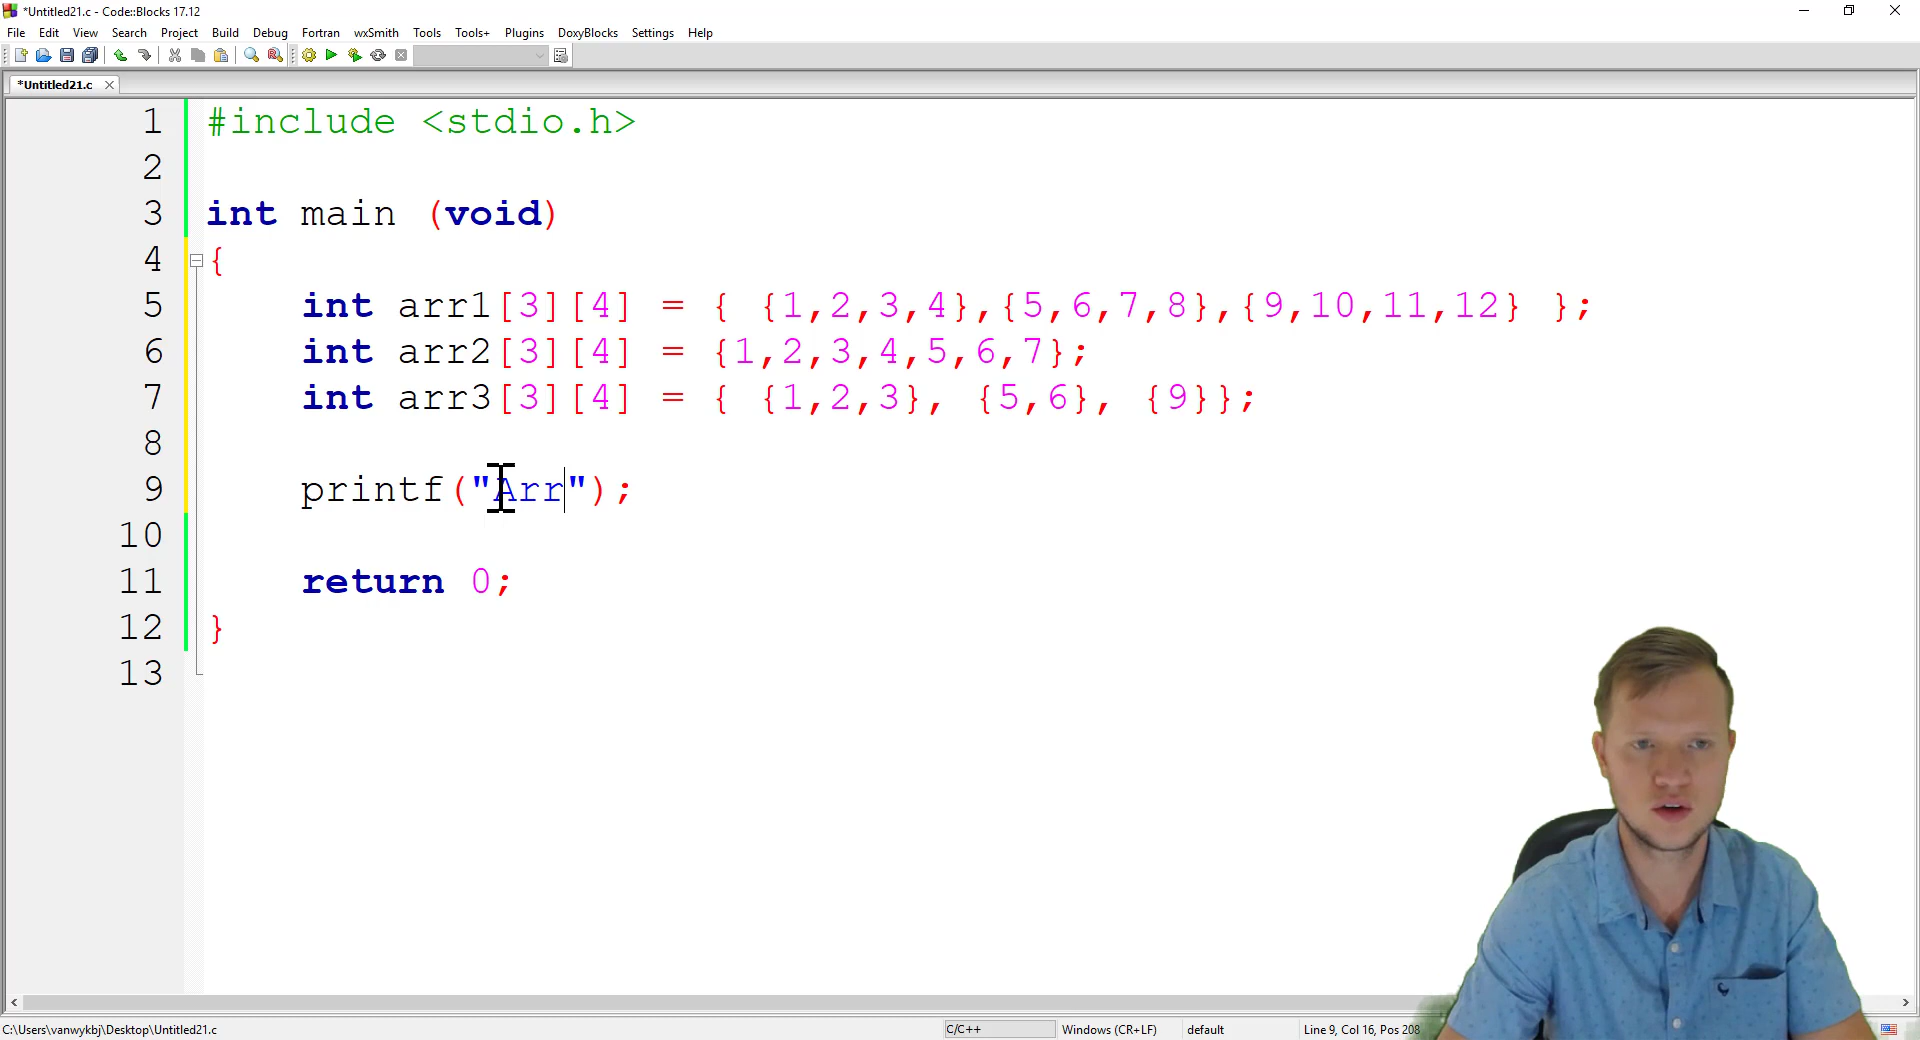 *Untitled21.c - Code::Blocks 17.12
File Edit View Search Project Build Debug Fortran wxSmith Tools Tools+ Plugins DoxyBlocks Settings Help
*Untitled21.c
1 #include <stdio.h>
2
3 int main (void)
4 {
5 int arr1[3][4] = { {1,2,3,4},{5,6,7,8},{9,10,11,12} };
6 int arr2[3][4] = {1,2,3,4,5,6,7};
7 int arr3[3][4] = { {1,2,3}, {5,6}, {9}};
8
9 printf("Arr");
10
11 return 0;
12 }
13
C:\Users\vanwykbj\Desktop\Untitled21.c C/C++ Windows (CR+LF) default Line 9, Col 16, Pos 208